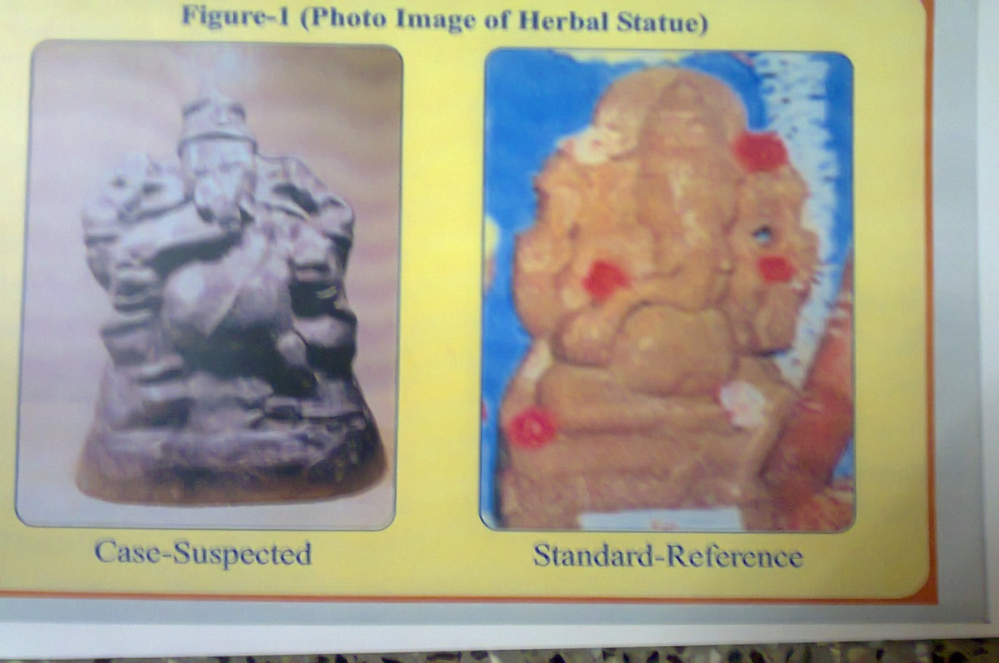 Figure-1 (Photo Image of Herbal Statue)
Case-Suspected
Standard-Reference